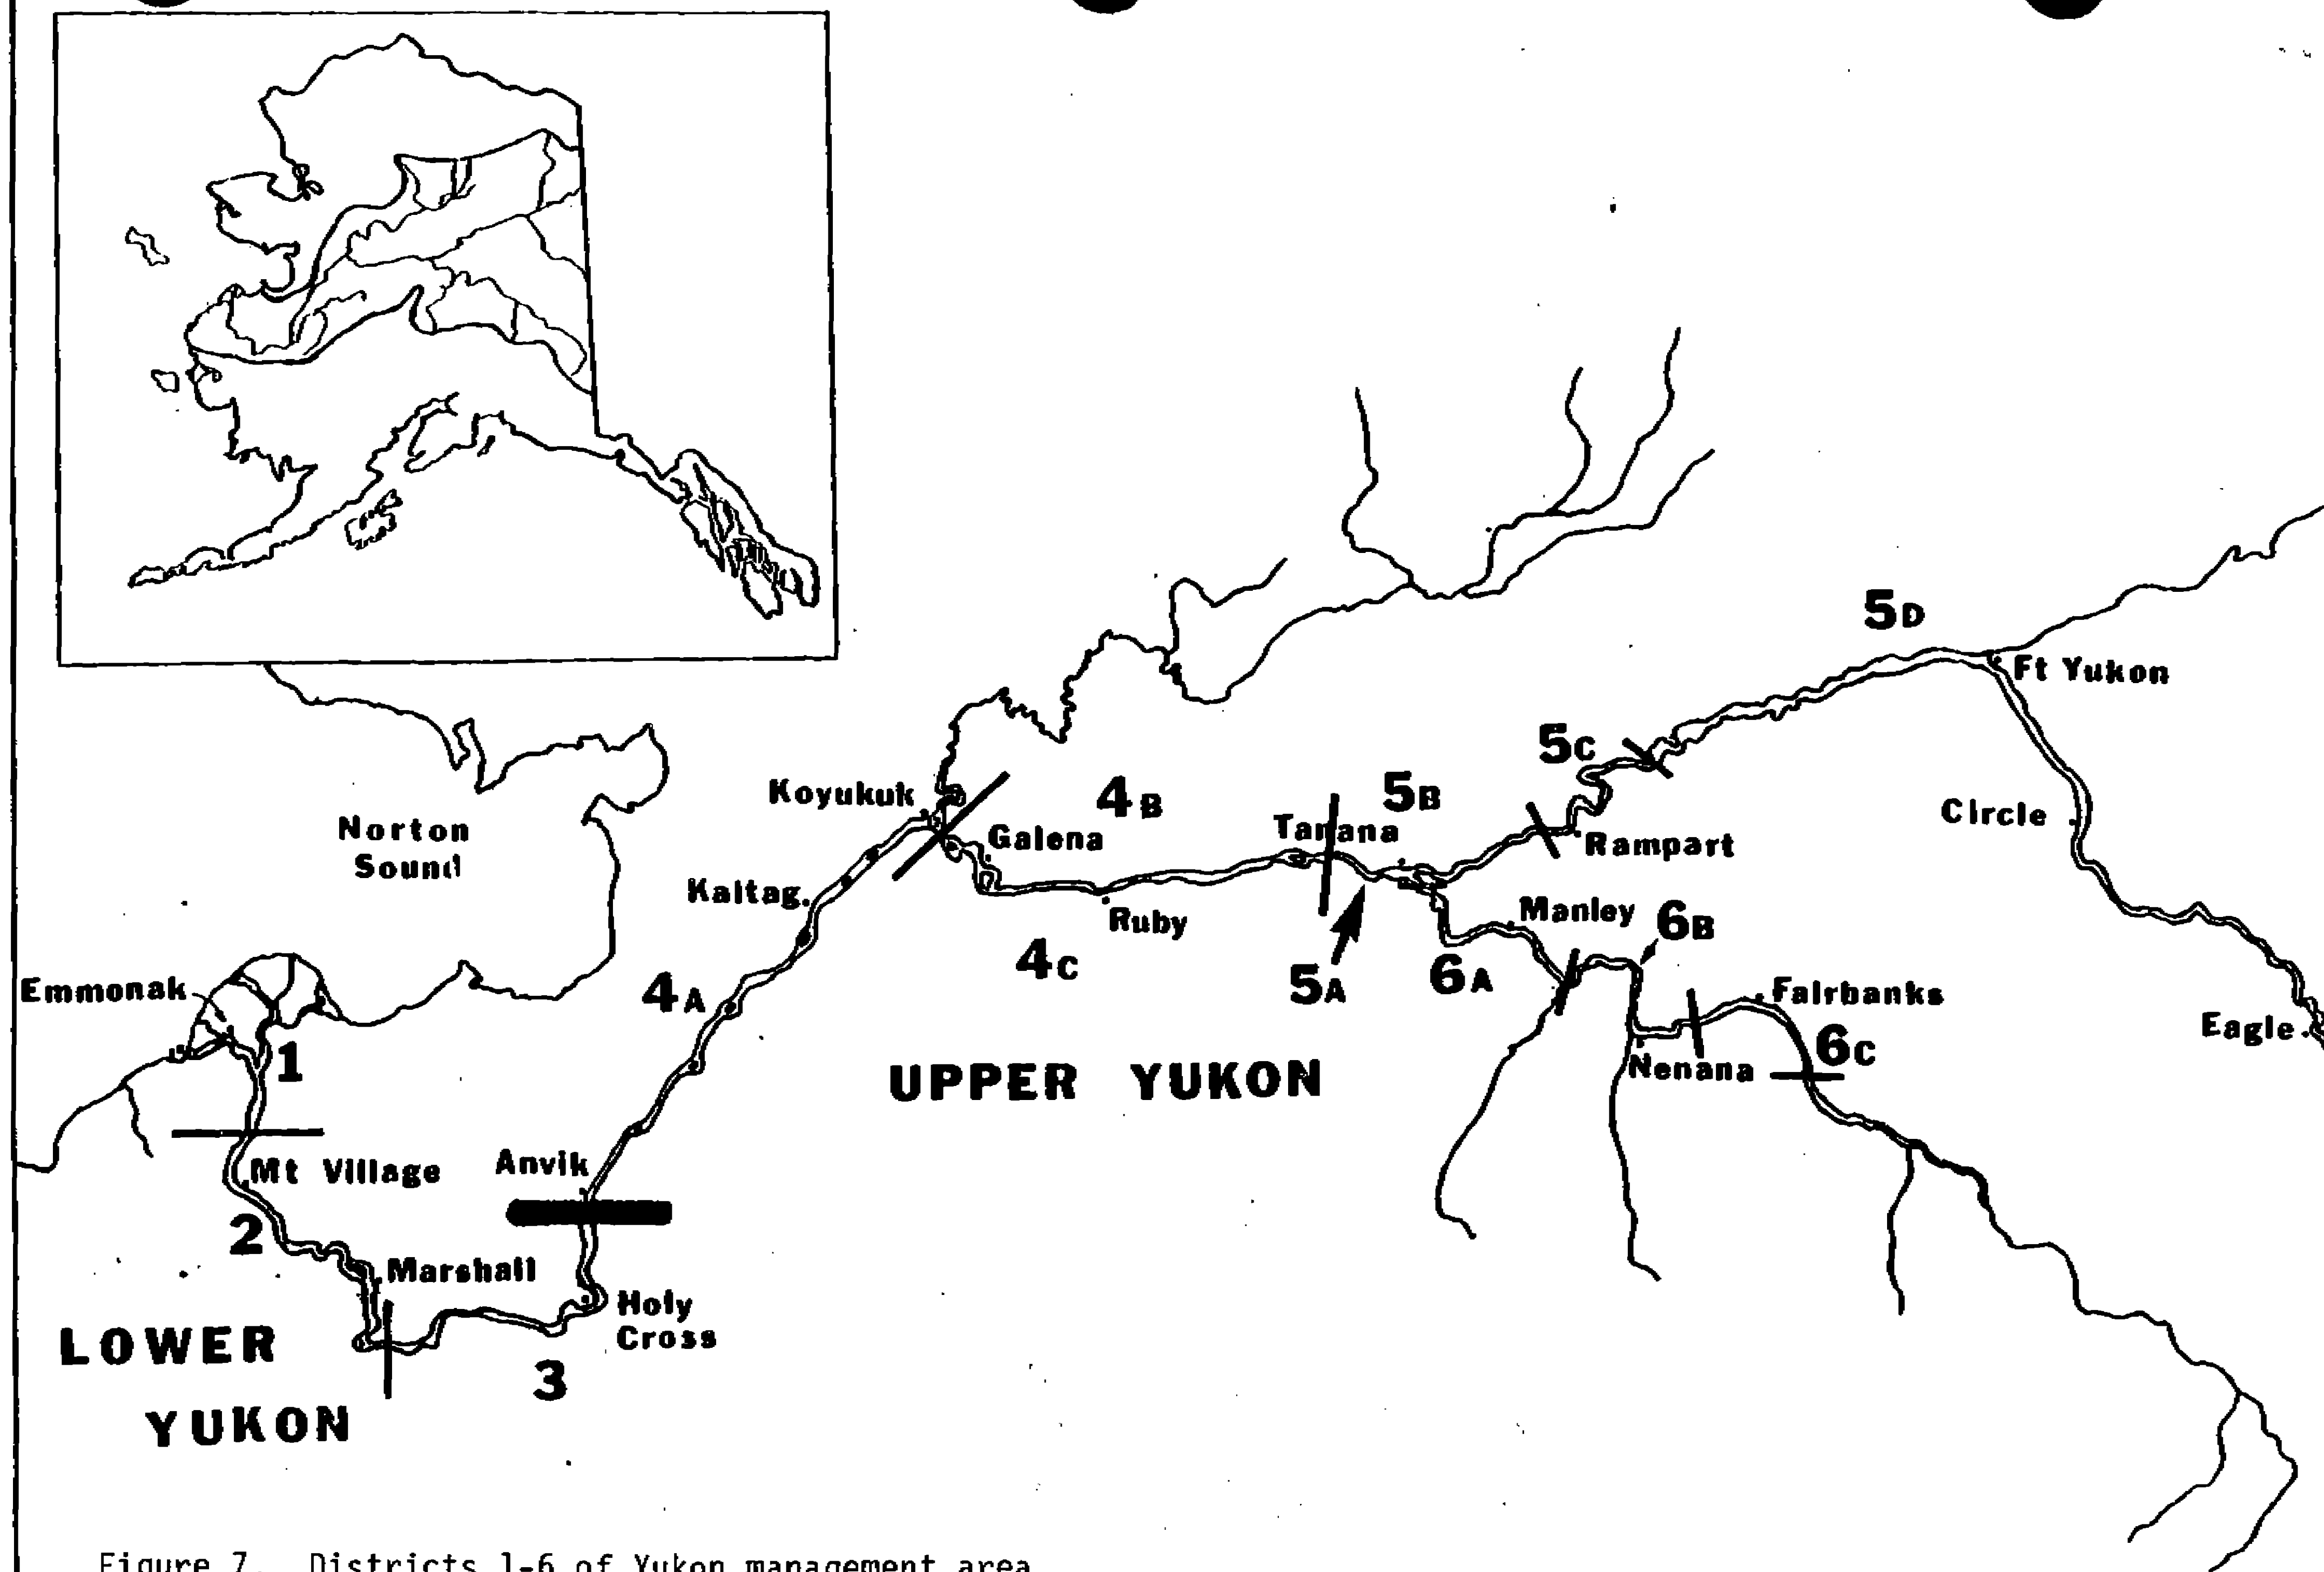 5D
Ft Yukon
5C
Koyukuk
4B
5B
Norton
Sound
Galena
Tanana
Circle
Rampart
Kaltag
Ruby
Manley
6B
Emmonak
4A
4C
5A
6A
Fairbanks
Eagle
1
6C
UPPER YUKON
Nenana
Mt Village
Anvik
2
Marshall
Holy
Cross
LOWER
YUKON
3
Figure 7. Districts 1-6 of Yukon management area